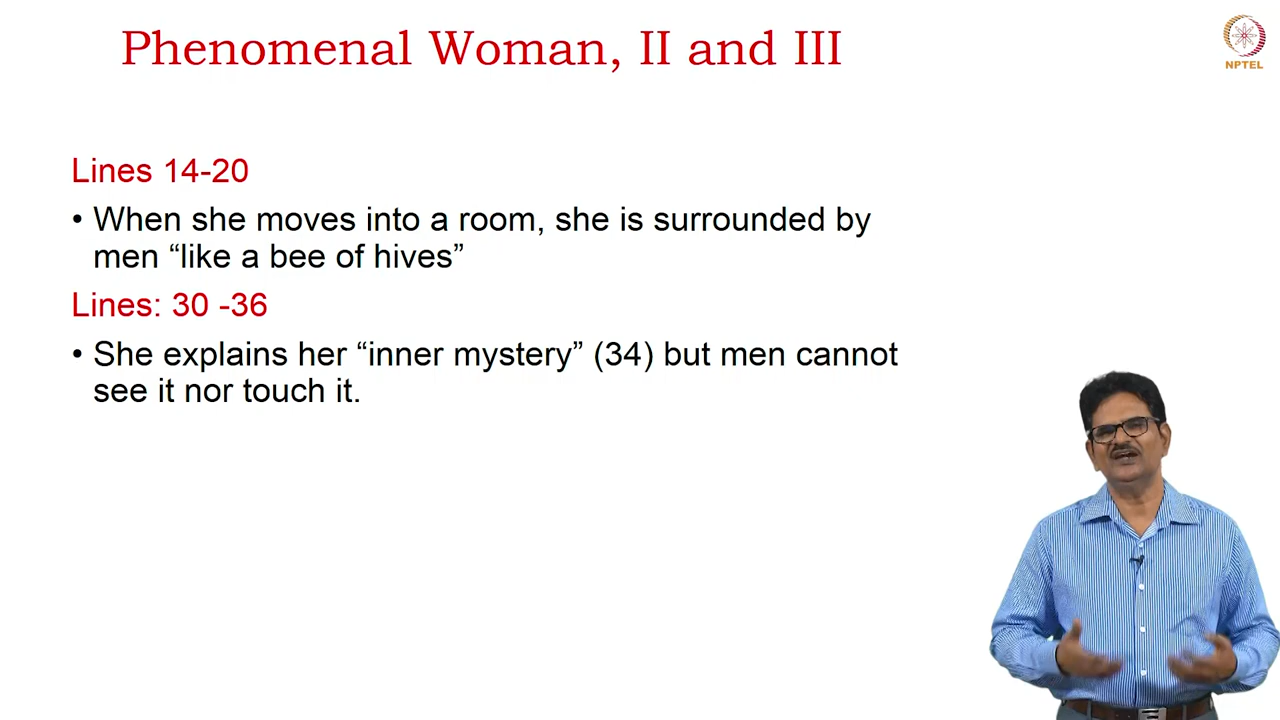 Phenomenal Woman, II and III
NPTEL
Lines 14-20
• When she moves into a room, she is surrounded by
men “like a bee of hives”
Lines: 30 -36
• She explains her “inner mystery” (34) but men cannot
see it nor touch it.